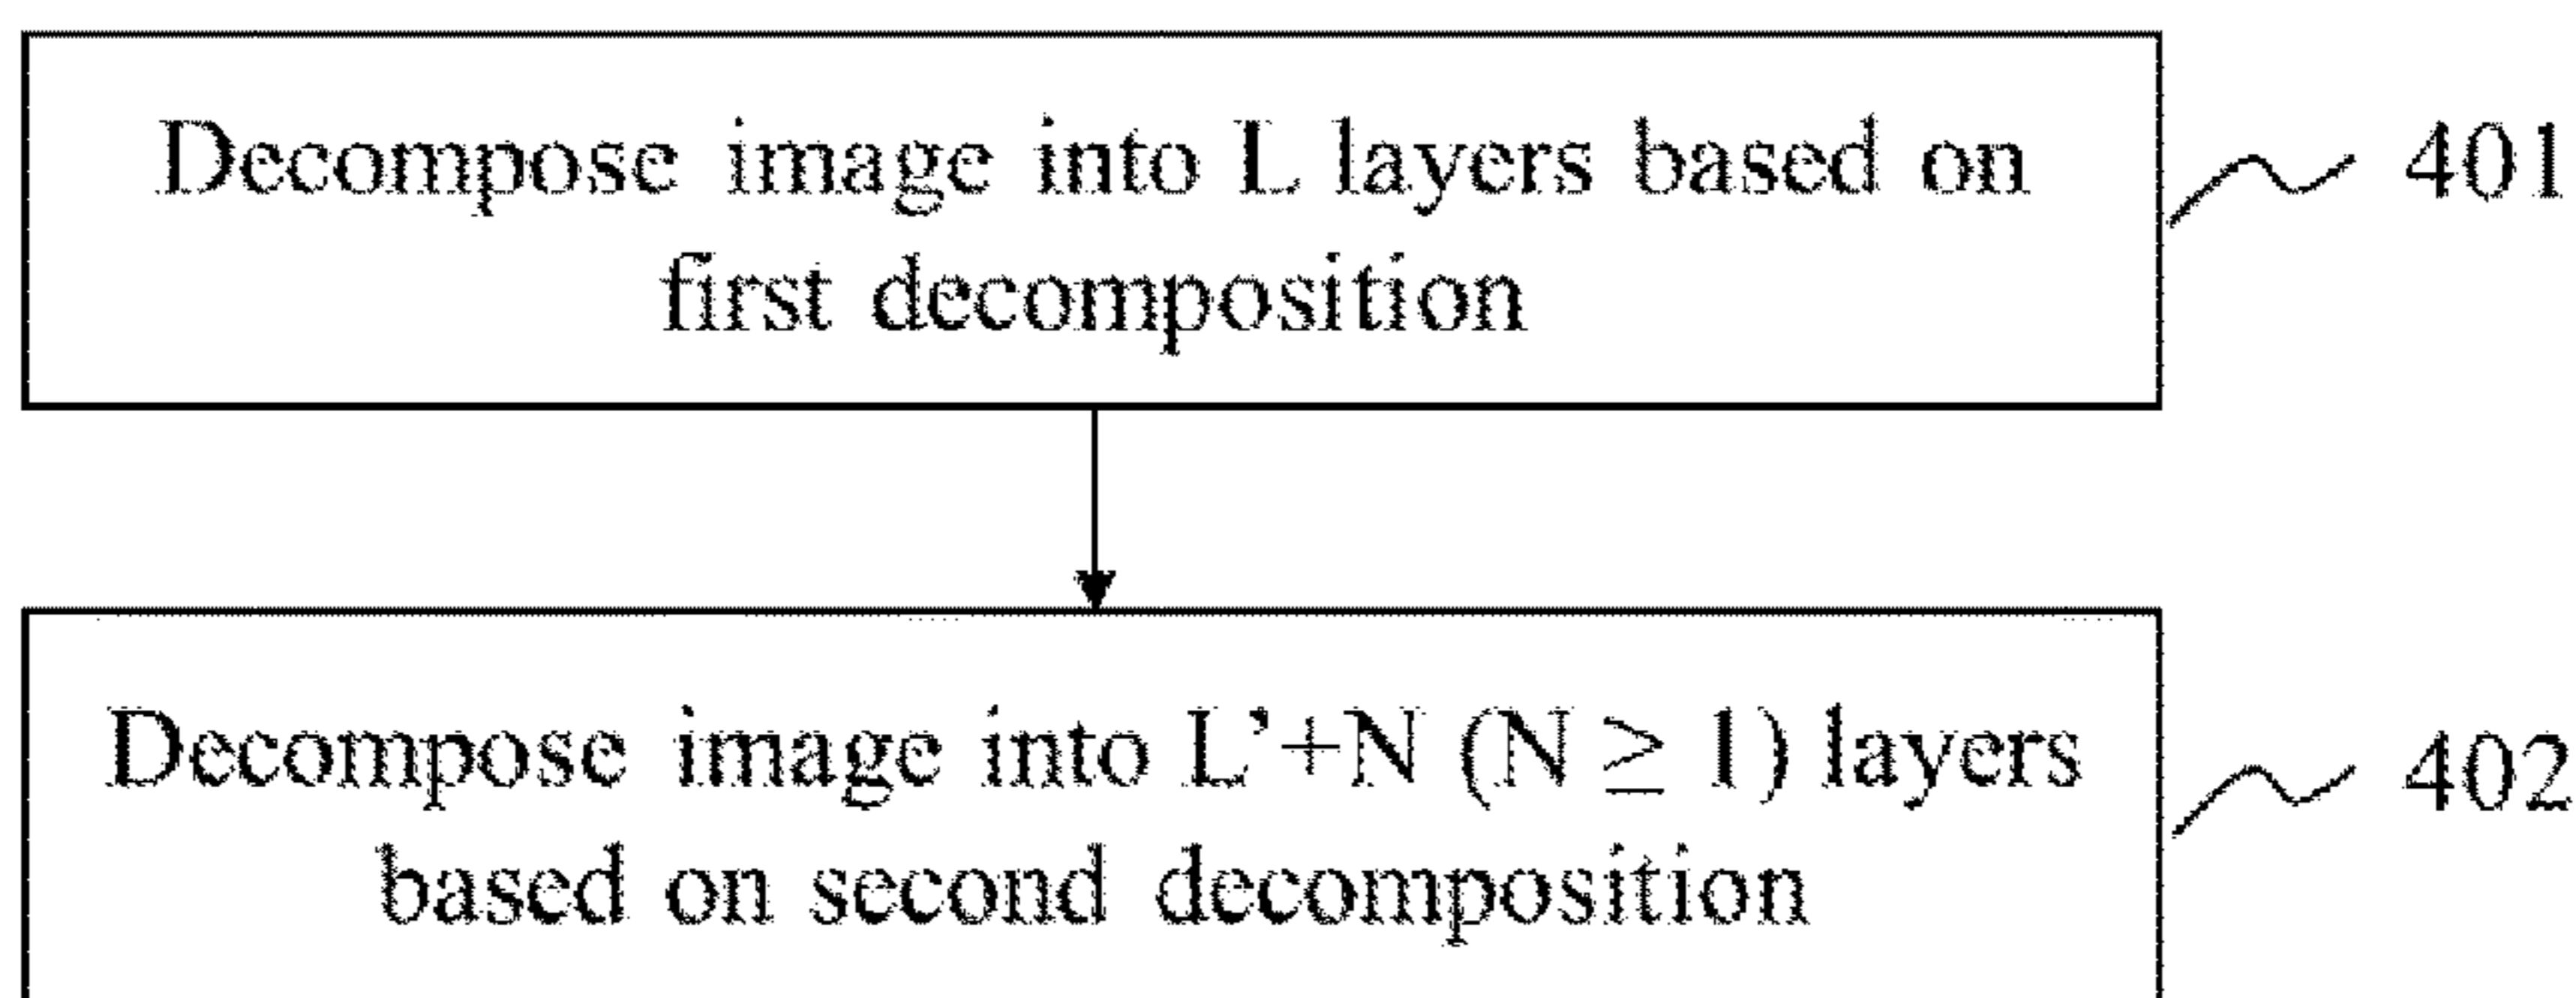 Decompose image into L layers based on
401
first decomposition
Decompose image into L’+N (N ≥ 1) layers
402
based on second decomposition